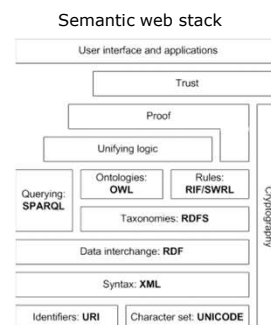 Semantic web stack
User interface and applications
Trust
Proof
Unifying logic
Querying:
SPARQL
Ontologies:
OWL
Rules:
RIF/SWRL
Cryptography
Taxonomies: RDFS
Data interchange: RDF
Syntax: XML
Identifiers: URI
Character set: UNICODE